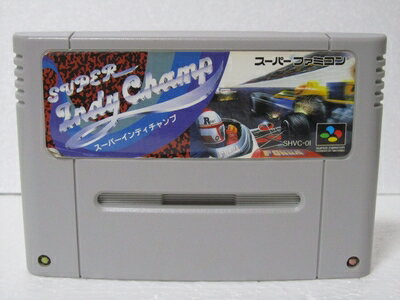 SUPER
Indy Champ
スーパーインディチャンプ
スーパーファミコン
SHVC-01